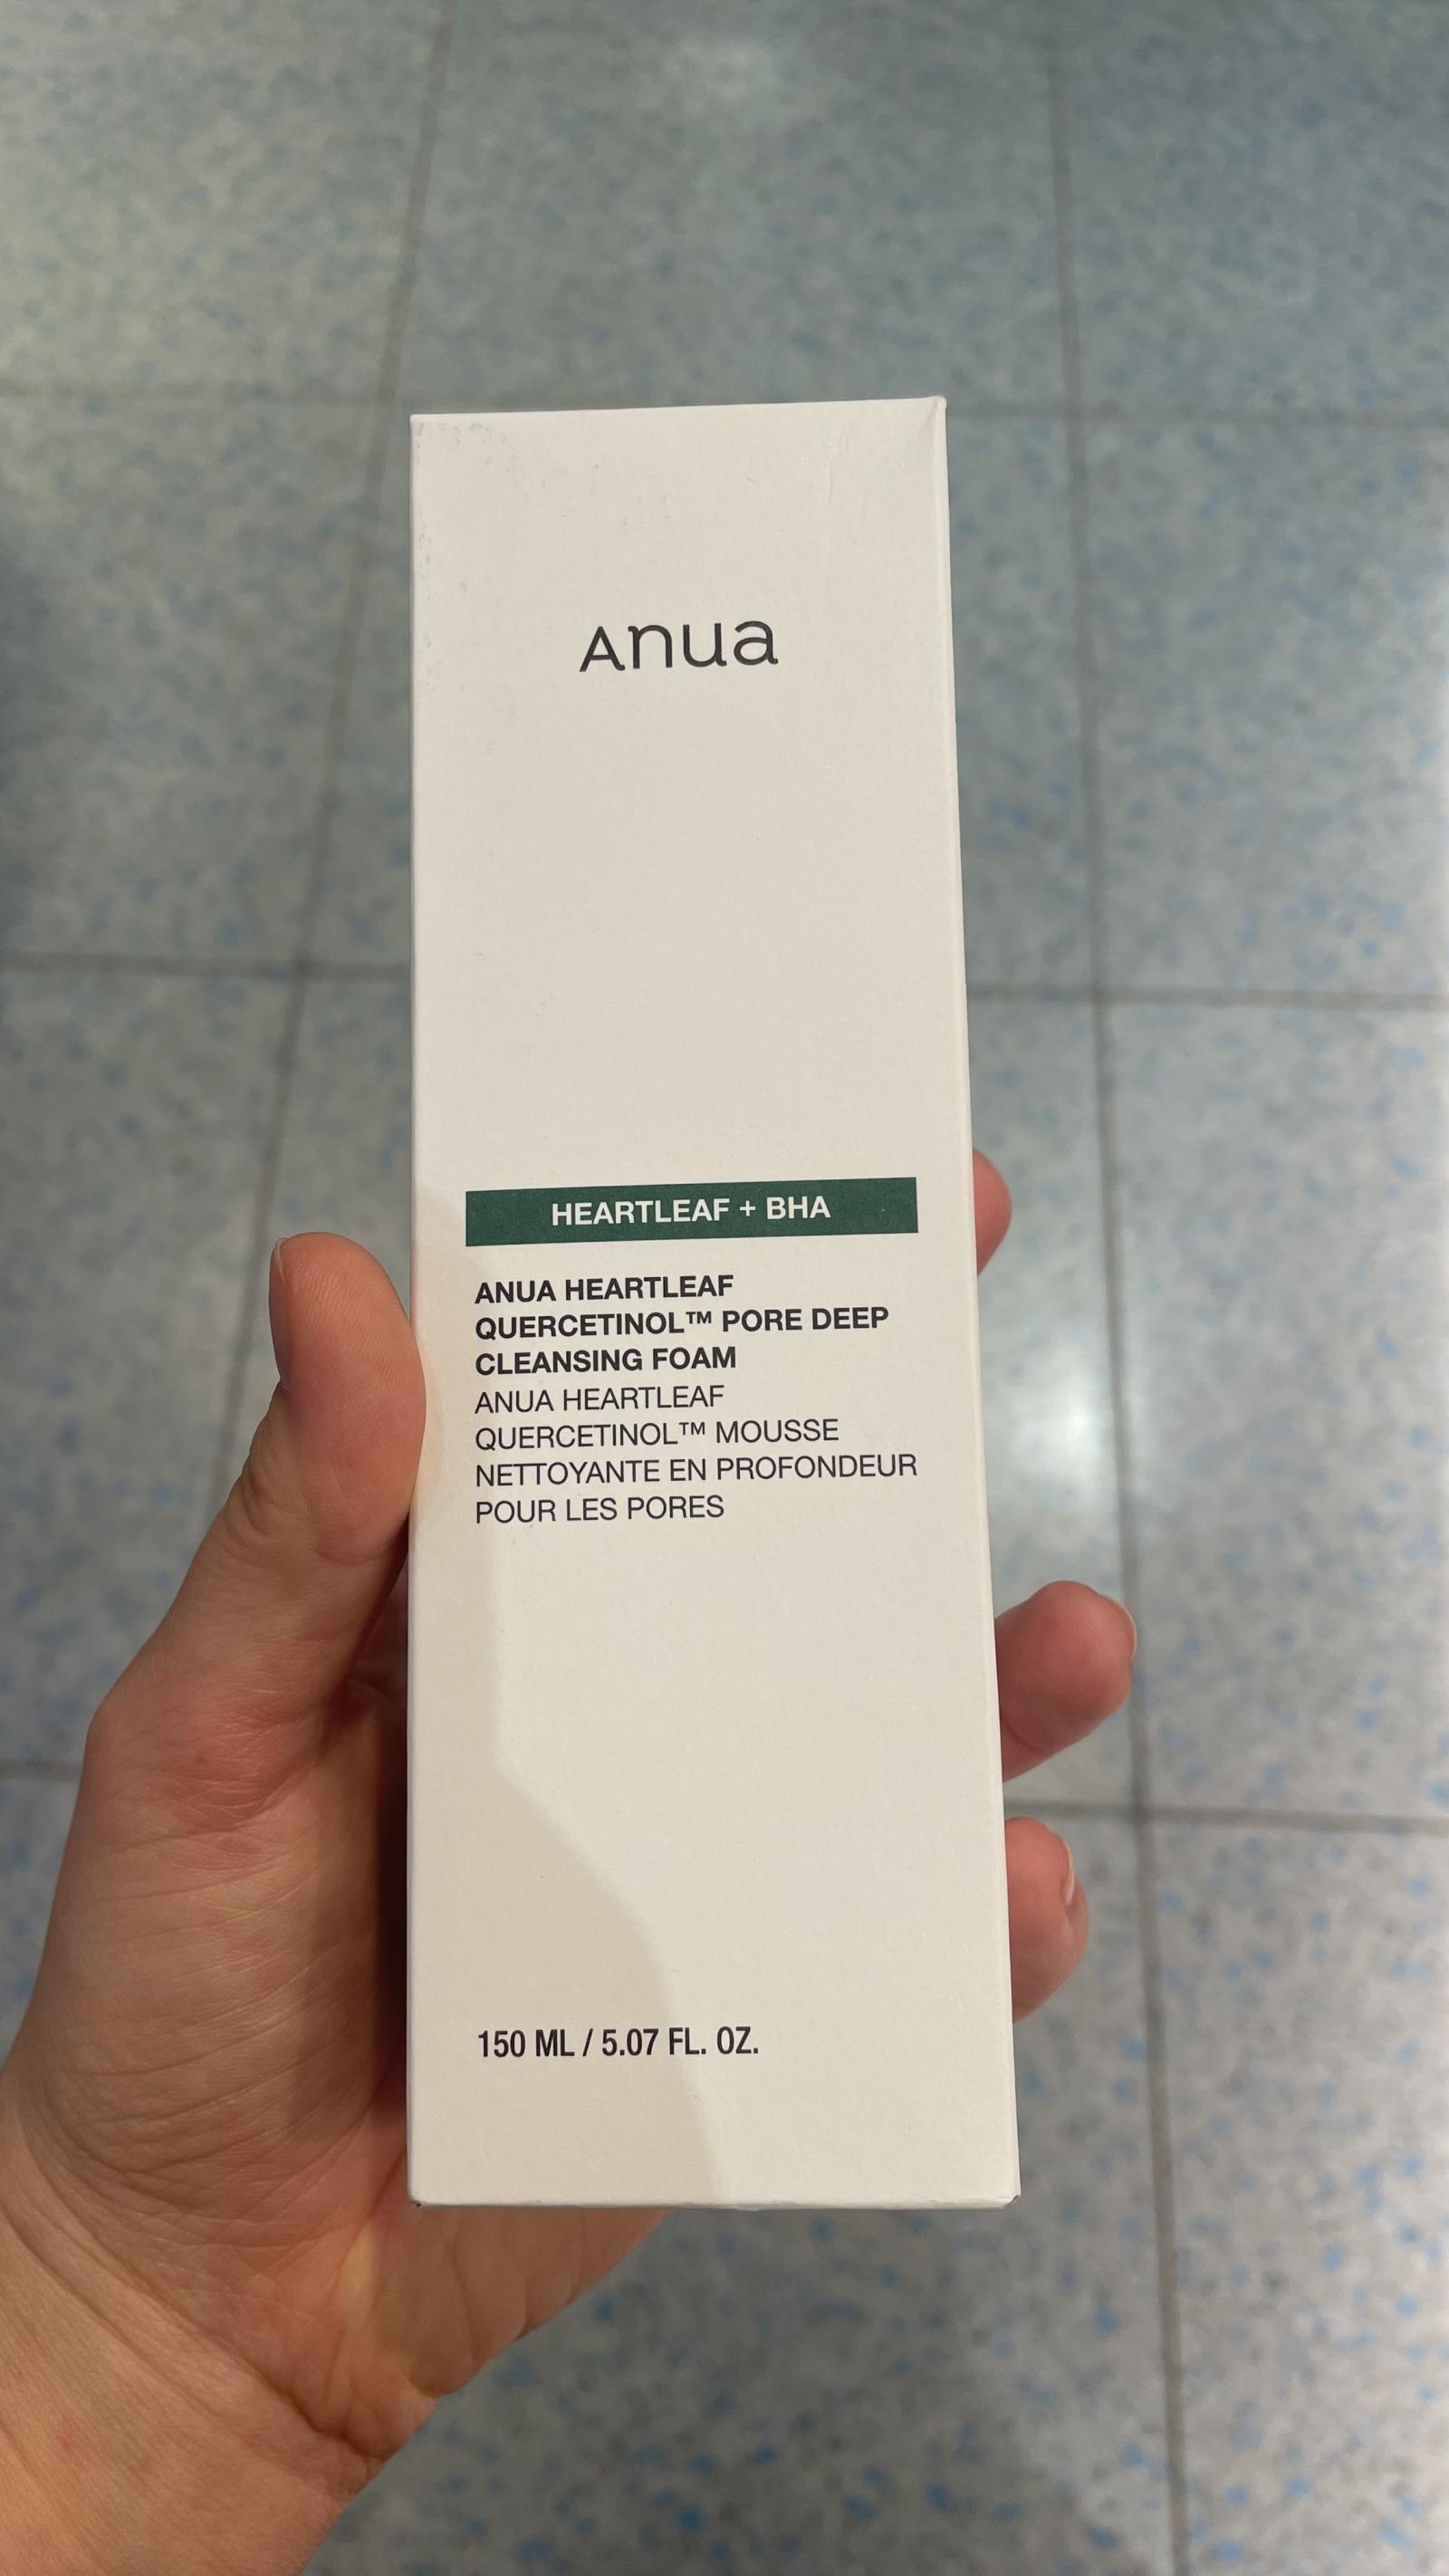 Anua
HEARTLEAF + BHA
ANUA HEARTLEAF
QUERCETINOL™ PORE DEEP
CLEANSING FOAM
ANUA HEARTLEAF
QUERCETINOL™ MOUSSE
NETTOYANTE EN PROFONDEUR
POUR LES PORES
150 ML / 5.07 FL. OZ.